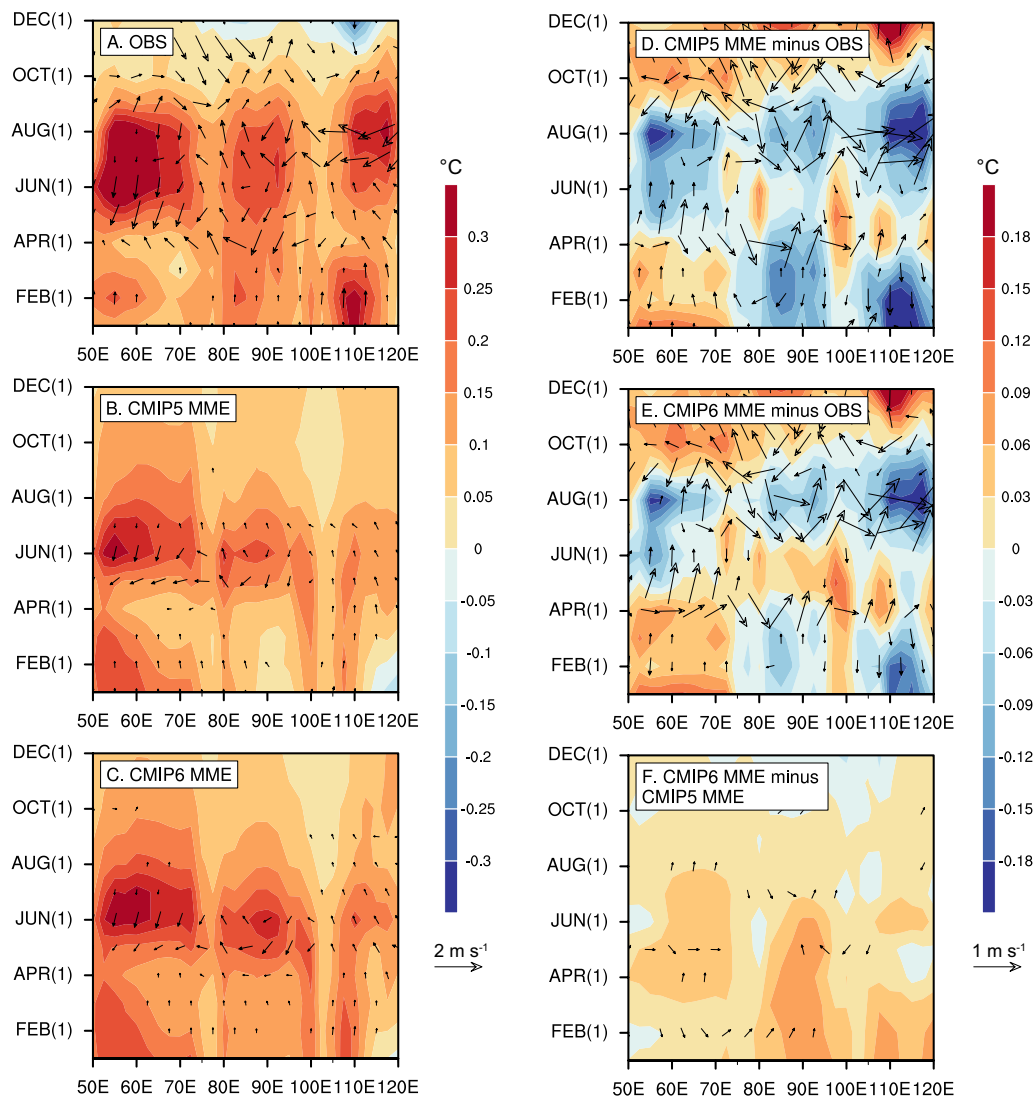 A. OBS
DEC(1)
OCT(1)
AUG(1)
JUN(1)
APR(1)
FEB(1)
50E 60E 70E 80E 90E 100E 110E 120E
B. CMIP5 MME
DEC(1)
OCT(1)
AUG(1)
JUN(1)
APR(1)
FEB(1)
50E 60E 70E 80E 90E 100E 110E 120E
C. CMIP6 MME
DEC(1)
OCT(1)
AUG(1)
JUN(1)
APR(1)
FEB(1)
50E 60E 70E 80E 90E 100E 110E 120E
°C
0.3
0.25
0.2
0.15
0.1
0.05
0
-0.05
-0.1
-0.15
-0.2
-0.25
-0.3
2 m s⁻¹
D. CMIP5 MME minus OBS
DEC(1)
OCT(1)
AUG(1)
JUN(1)
APR(1)
FEB(1)
50E 60E 70E 80E 90E 100E 110E 120E
E. CMIP6 MME minus OBS
DEC(1)
OCT(1)
AUG(1)
JUN(1)
APR(1)
FEB(1)
50E 60E 70E 80E 90E 100E 110E 120E
F. CMIP6 MME minus
CMIP5 MME
DEC(1)
OCT(1)
AUG(1)
JUN(1)
APR(1)
FEB(1)
50E 60E 70E 80E 90E 100E 110E 120E
°C
0.18
0.15
0.12
0.09
0.06
0.03
0
-0.03
-0.06
-0.09
-0.12
-0.15
-0.18
1 m s⁻¹